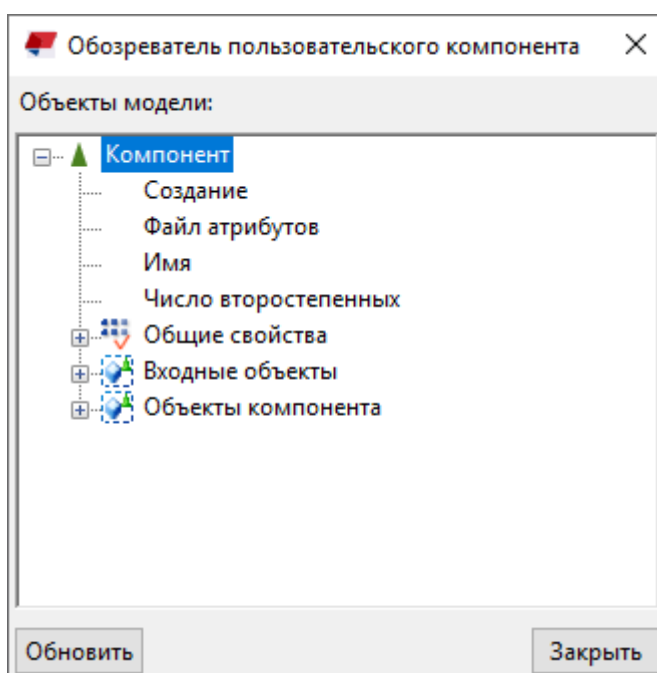 Обозреватель пользовательского компонента
Объекты модели:
Компонент
Создание
Файл атрибутов
Имя
Число второстепенных
Общие свойства
Входные объекты
Объекты компонента
Обновить Закрыть